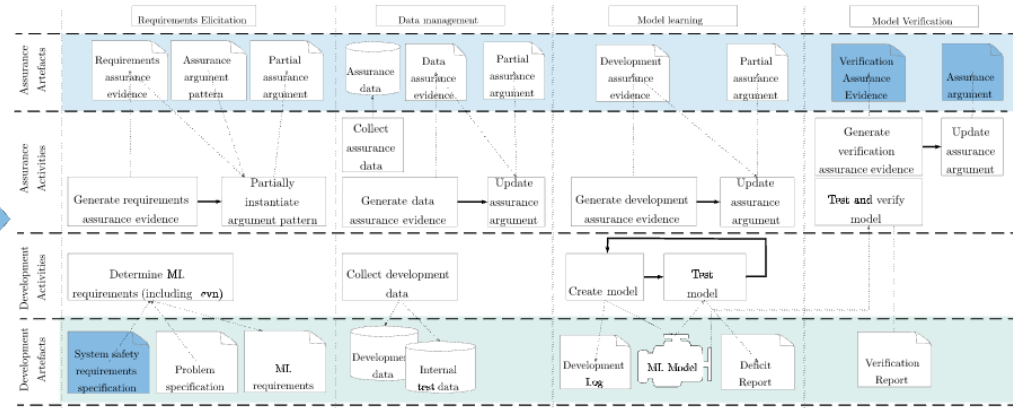 Requirements Elicitation
Data management
Model learning
Model Verification
Assurance
Artefacts
Requirements
assurance
evidence
Assurance
argument
pattern
Partial
assurance
argument
Assurance
data
Data
assurance
evidence
Partial
assurance
argument
Development
assurance
evidence
Partial
assurance
argument
Verification
Assurance
Evidence
Assurance
argument
Assurance
Activities
Generate requirements
assurance evidence
Partially
instantiate
argument pattern
Collect
assurance
data
Generate data
assurance evidence
Update
assurance
argument
Generate development
assurance evidence
Update
assurance
argument
Generate
verification
assurance evidence
Update
assurance
argument
Test and verify
model
Development
Activities
Determine ML
requirements (including evn)
Collect development
data
Create model
Test
model
Development
Artefacts
System safety
requirements
specification
Problem
specification
ML
requirements
Development
data
Internal
test data
Development
Log
ML Model
Deficit
Report
Verification
Report